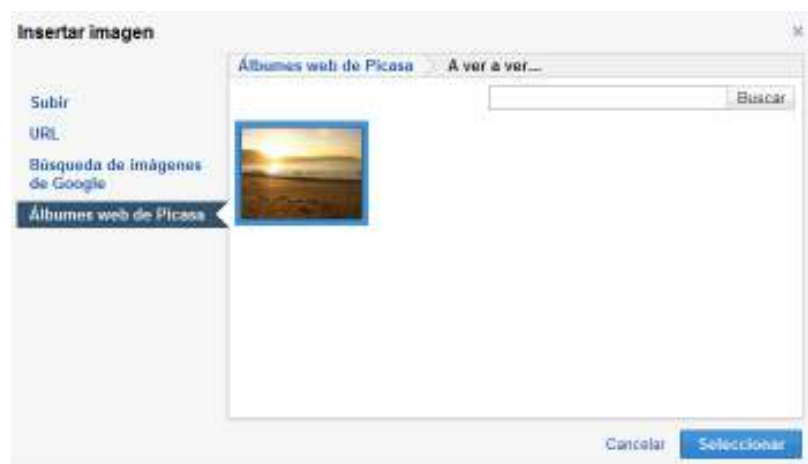 Insertar imagen
×
Álbumes web de Picasa
A ver a ver...
Subir
Buscar
URL
Búsqueda de imágenes
de Google
Álbumes web de Picasa
Cancelar
Seleccionar